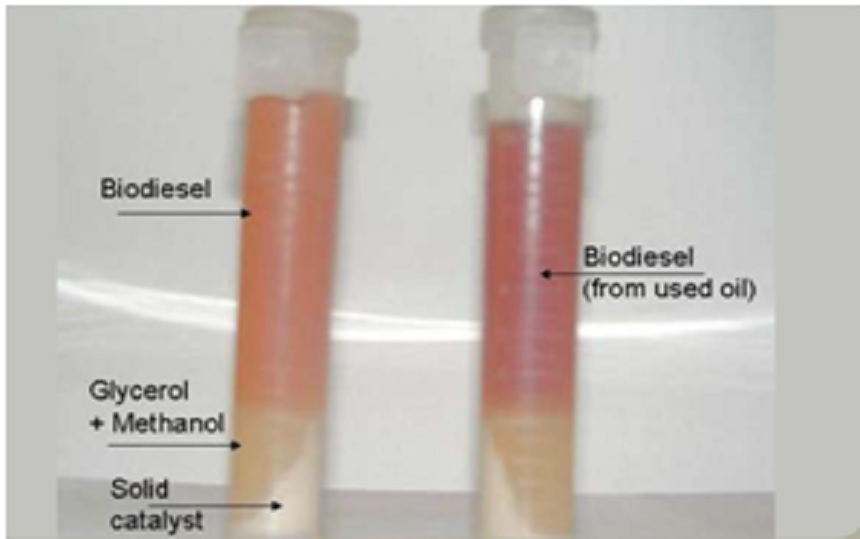 Biodiesel
Biodiesel
(from used oil)
Glycerol
+ Methanol
Solid
catalyst